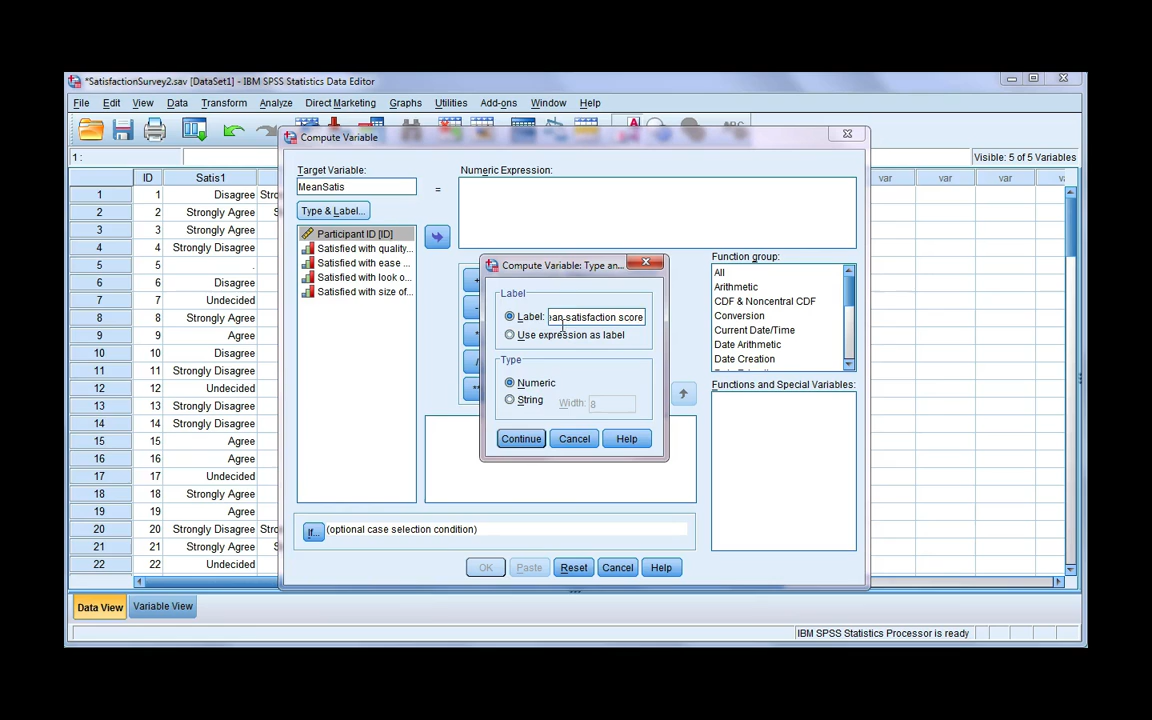 *SatisfactionSurvey2.sav [DataSet1] - IBM SPSS Statistics Data Editor
File Edit View Data Transform Analyze Direct Marketing Graphs Utilities Add-ons Window Help
Compute Variable
1 :
Visible: 5 of 5 Variables
ID Satis1 var var var
1 1 Disagree
2 2 Strongly Agree
3 3 Strongly Agree
4 4 Strongly Disagree
5 5 .
6 6 Disagree
7 7 Undecided
8 8 Strongly Agree
9 9 Agree
10 10 Disagree
11 11 Strongly Disagree
12 12 Undecided
13 13 Strongly Disagree
14 14 Strongly Disagree
15 15 Agree
16 16 Agree
17 17 Undecided
18 18 Strongly Agree
19 19 Agree
20 20 Strongly Disagree
21 21 Strongly Agree
22 22 Undecided
Target Variable:
MeanSatis
=
Numeric Expression:
Type & Label...
Participant ID [ID]
Satisfied with quality...
Satisfied with ease ...
Satisfied with look o...
Satisfied with size of...
Compute Variable: Type an...
Label
Label: ean satisfaction score
Use expression as label
Type
Numeric
String Width: 8
Continue Cancel Help
Function group:
All
Arithmetic
CDF & Noncentral CDF
Conversion
Current Date/Time
Date Arithmetic
Date Creation
Functions and Special Variables:
If... (optional case selection condition)
OK Paste Reset Cancel Help
Data View Variable View
IBM SPSS Statistics Processor is ready